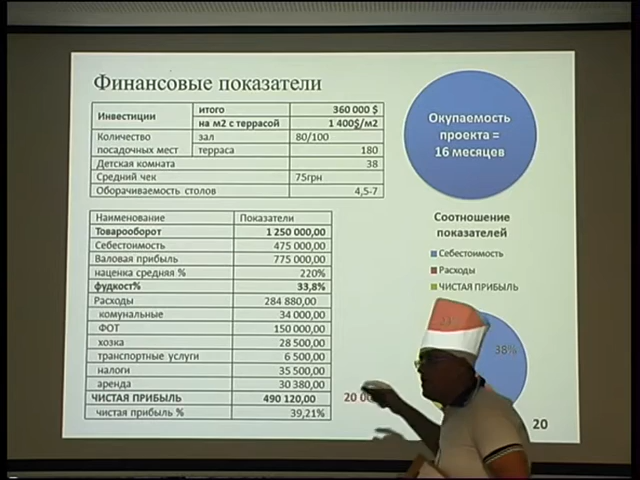 Финансовые показатели
Инвестиции итого 360 000 $
на м2 с террасой 1 400$/м2
Количество посадочных мест зал 80/100
терраса 180
Детская комната 38
Средний чек 75грн
Оборачиваемость столов 4,5-7
Окупаемость
проекта =
16 месяцев
Наименование Показатели
Товарооборот 1 250 000,00
Себестоимость 475 000,00
Валовая прибыль 775 000,00
наценка средняя % 220%
фудкост% 33,8%
Расходы 284 880,00
комунальные 34 000,00
ФОТ 150 000,00
хозка 28 500,00
транспортные услуги 6 500,00
налоги 35 500,00
аренда 30 380,00
ЧИСТАЯ ПРИБЫЛЬ 490 120,00
чистая прибыль % 39,21%
Соотношение
показателей
Себестоимость
Расходы
ЧИСТАЯ ПРИБЫЛЬ
38%
20